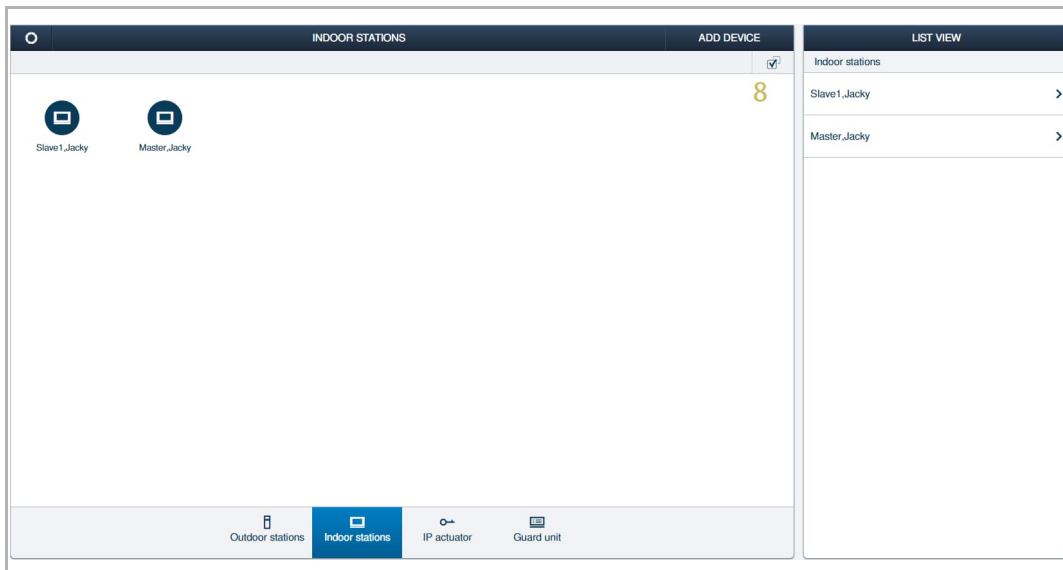 INDOOR STATIONS
ADD DEVICE
LIST VIEW
Indoor stations
8
Slave1,Jacky
Master,Jacky
Slave1,Jacky
Master,Jacky
Outdoor stations
Indoor stations
IP actuator
Guard unit